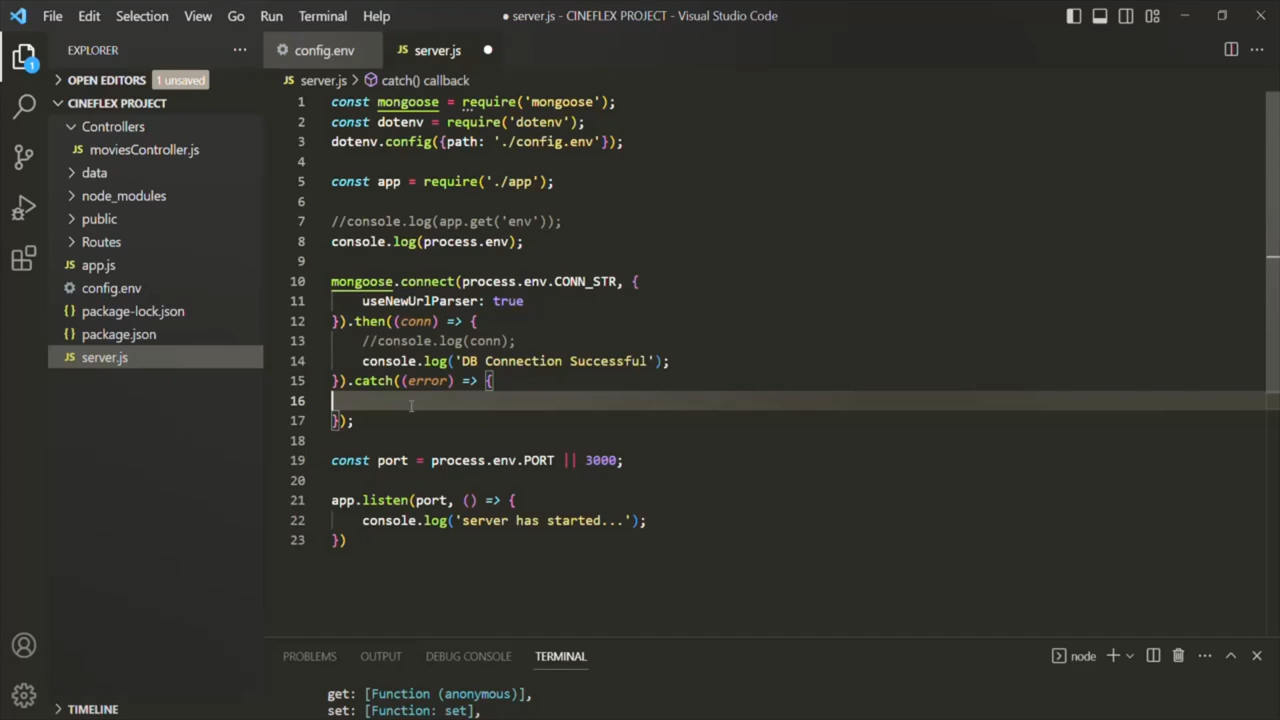 File Edit Selection View Go Run Terminal Help
● server.js - CINEFLEX PROJECT - Visual Studio Code
EXPLORER ...
config.env
JS server.js ●
1
OPEN EDITORS 1 unsaved
CINEFLEX PROJECT
Controllers
JS moviesController.js
data
node_modules
public
Routes
JS app.js
config.env
{} package-lock.json
{} package.json
JS server.js
TIMELINE
JS server.js > catch() callback
1 const mongoose = require('mongoose');
2 const dotenv = require('dotenv');
3 dotenv.config({path: './config.env'});
4
5 const app = require('./app');
6
7 //console.log(app.get('env'));
8 console.log(process.env);
9
10 mongoose.connect(process.env.CONN_STR, {
11 useNewUrlParser: true
12 }).then((conn) => {
13 //console.log(conn);
14 console.log('DB Connection Successful');
15 }).catch((error) => {
16
17 });
18
19 const port = process.env.PORT || 3000;
20
21 app.listen(port, () => {
22 console.log('server has started...');
23 })
PROBLEMS OUTPUT DEBUG CONSOLE TERMINAL
node
get: [Function (anonymous)],
set: [Function: set],